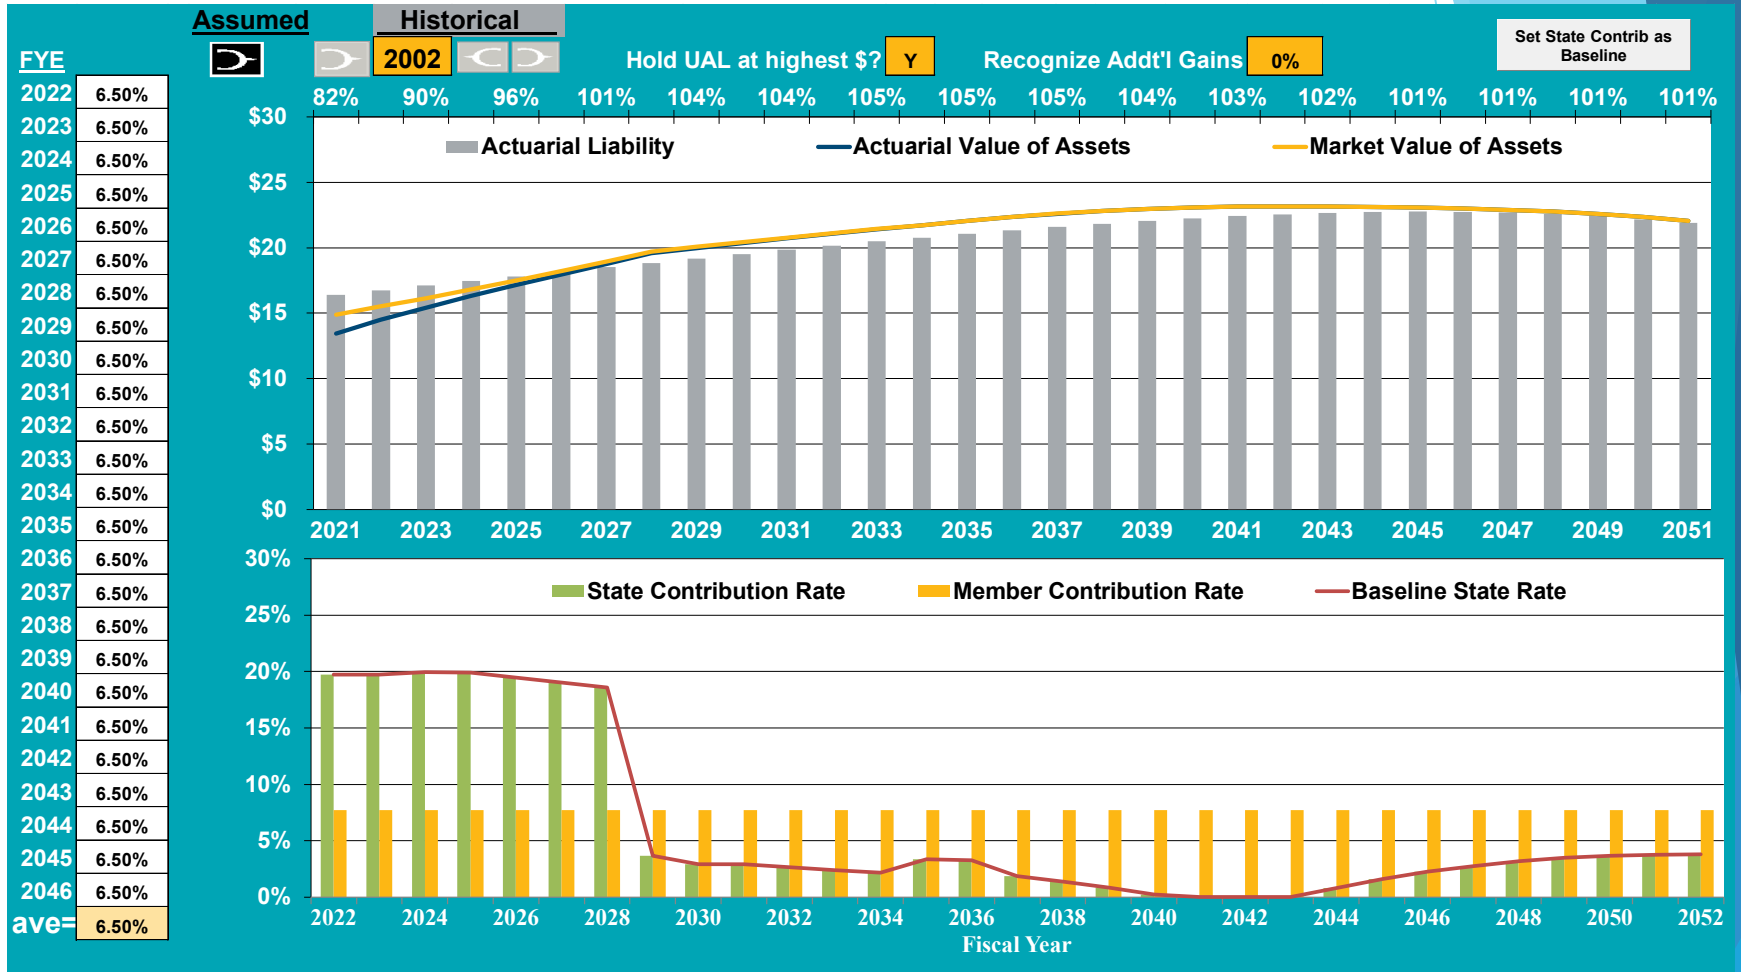 Assumed Historical
FYE 2002 Hold UAL at highest $? Y Recognize Addt'l Gains 0% Set State Contrib as
Baseline
2022 6.50% 82% 90% 96% 101% 104% 104% 105% 105% 105% 104% 103% 102% 101% 101% 101% 101%
2023 6.50% $30
2024 6.50% Actuarial Liability Actuarial Value of Assets Market Value of Assets
2025 6.50% $25
2026 6.50% $20
2027 6.50%
2028 6.50% $15
2029 6.50%
2030 6.50%
2031 6.50% $10
2032 6.50%
2033 6.50% $5
2034 6.50% $0
2035 6.50% 2021 2023 2025 2027 2029 2031 2033 2035 2037 2039 2041 2043 2045 2047 2049 2051
2036 6.50% 30%
2037 6.50% State Contribution Rate Member Contribution Rate Baseline State Rate
2038 6.50% 25%
2039 6.50% 20%
2040 6.50%
2041 6.50% 15%
2042 6.50%
2043 6.50% 10%
2044 6.50%
2045 6.50% 5%
2046 6.50% 0%
ave= 6.50% 2022 2024 2026 2028 2030 2032 2034 2036 2038 2040 2042 2044 2046 2048 2050 2052
Fiscal Year